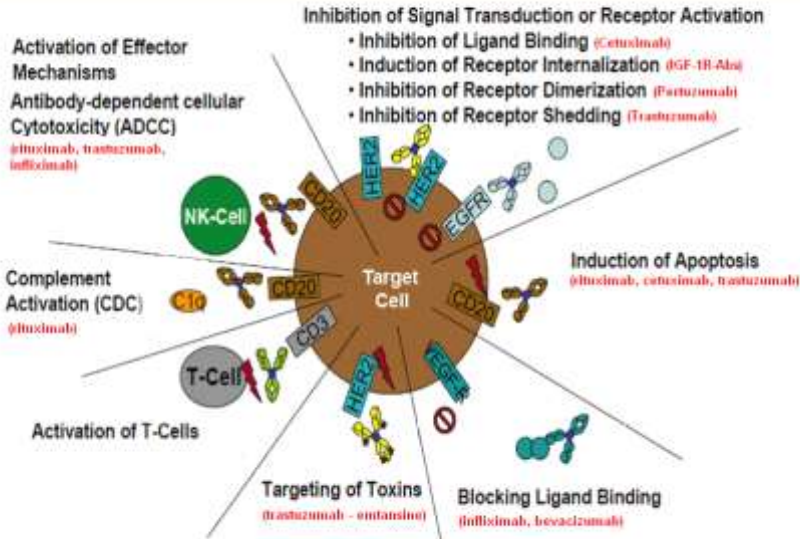 Inhibition of Signal Transduction or Receptor Activation
• Inhibition of Ligand Binding (Cetuximab)
• Induction of Receptor Internalization (IGF-1R-Abs)
• Inhibition of Receptor Dimerization (Pertuzumab)
• Inhibition of Receptor Shedding (Trastuzumab)
Activation of Effector
Mechanisms
Antibody-dependent cellular
Cytotoxicity (ADCC)
(rituximab, trastuzumab,
infliximab)
HER2
HER2
EGFR
CD20
NK-Cell
Target
Cell
Induction of Apoptosis
(rituximab, cetuximab, trastuzumab)
CD20
Complement
Activation (CDC)
(rituximab)
C1q
CD20
CD3
T-Cell
Activation of T-Cells
HER2
VEGF-R
Targeting of Toxins
(trastuzumab - emtansine)
Blocking Ligand Binding
(infliximab, bevacizumab)